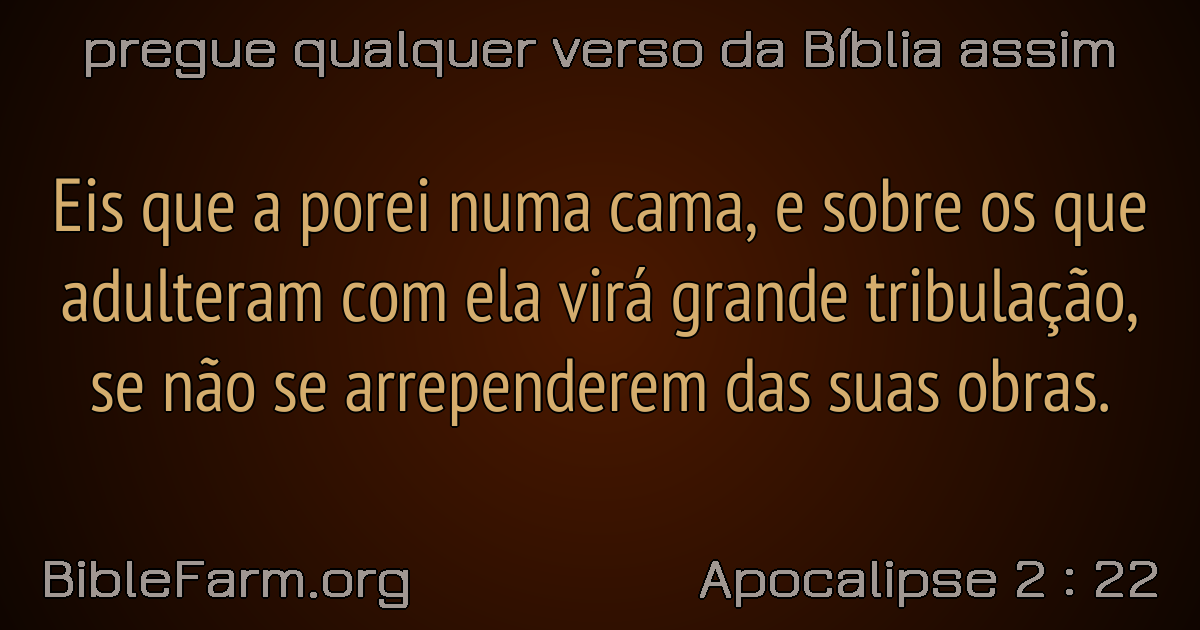 pregue qualquer verso da Bíblia assim
Eis que a porei numa cama, e sobre os que
adulteram com ela virá grande tribulação,
se não se arrependerem das suas obras.
BibleFarm.org
Apocalipse 2 : 22